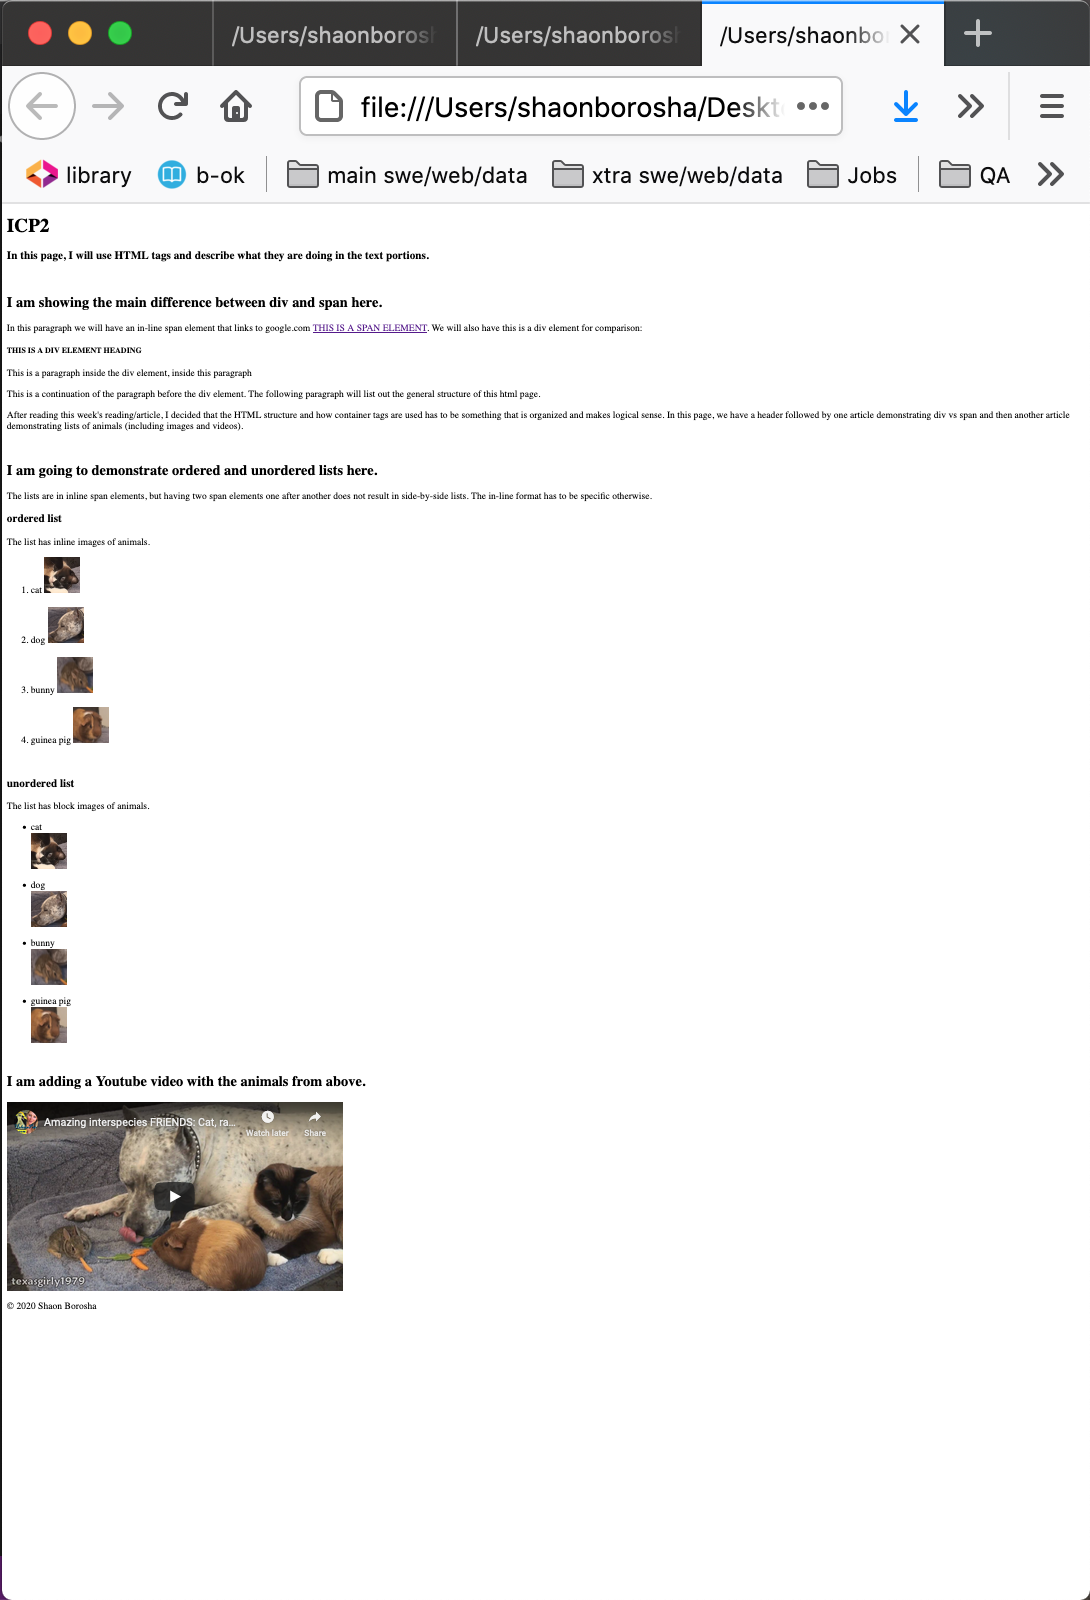 /Users/shaonborosh
/Users/shaonborosh
/Users/shaonbo
file:///Users/shaonborosha/Deskt
library
b-ok
main swe/web/data
xtra swe/web/data
Jobs
QA
ICP2
In this page, I will use HTML tags and describe what they are doing in the text portions.
I am showing the main difference between div and span here.
In this paragraph we will have an in-line span element that links to google.com THIS IS A SPAN ELEMENT. We will also have this is a div element for comparison:
THIS IS A DIV ELEMENT HEADING
This is a paragraph inside the div element, inside this paragraph
This is a continuation of the paragraph before the div element. The following paragraph will list out the general structure of this html page.
After reading this week's reading/article, I decided that the HTML structure and how container tags are used has to be something that is organized and makes logical sense. In this page, we have a header followed by one article demonstrating div vs span and then another article
demonstrating lists of animals (including images and videos).
I am going to demonstrate ordered and unordered lists here.
The lists are in inline span elements, but having two span elements one after another does not result in side-by-side lists. The in-line format has to be specific otherwise.
ordered list
The list has inline images of animals.
1. cat
2. dog
3. bunny
4. guinea pig
unordered list
The list has block images of animals.
• cat
• dog
• bunny
• guinea pig
I am adding a Youtube video with the animals from above.
Amazing interspecies FRiENDS: Cat, ra...
Watch later
Share
texasgirly1979
© 2020 Shaon Borosha